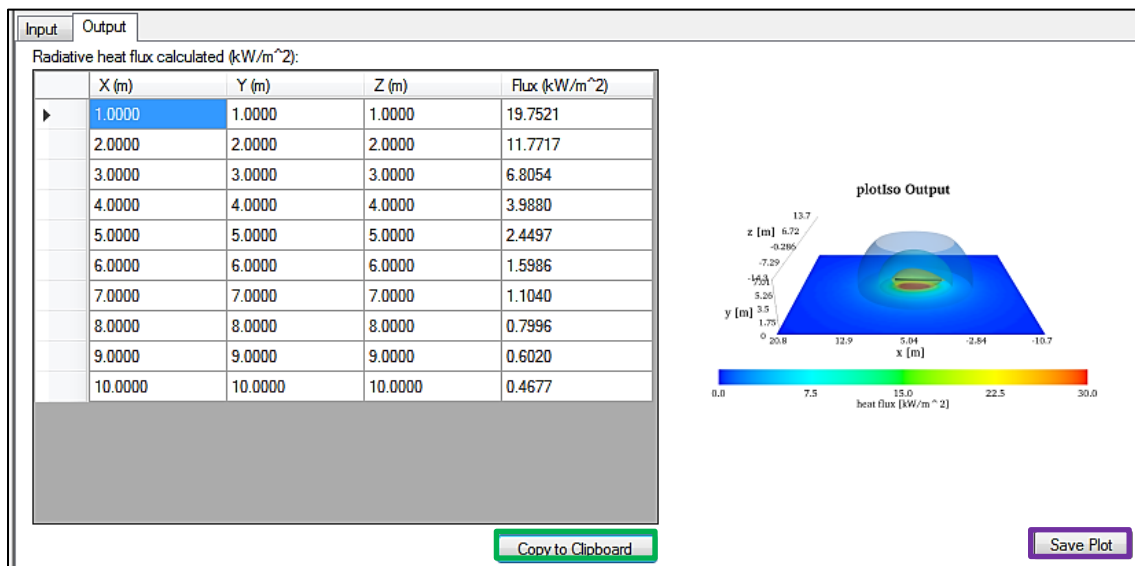 Input Output
Radiative heat flux calculated (kW/m^2):
X (m) Y (m) Z (m) Flux (kW/m^2)
1.0000 1.0000 1.0000 19.7521
2.0000 2.0000 2.0000 11.7717
3.0000 3.0000 3.0000 6.8054
4.0000 4.0000 4.0000 3.9880
5.0000 5.0000 5.0000 2.4497
6.0000 6.0000 6.0000 1.5986
7.0000 7.0000 7.0000 1.1040
8.0000 8.0000 8.0000 0.7996
9.0000 9.0000 9.0000 0.6020
10.0000 10.0000 10.0000 0.4677
plotIso Output
13.7
z [m] 6.72
-0.286
-7.29
5.26
y [m] 3.5
1.75
0
20.8 12.9 5.04 -2.84 -10.7
x [m]
0.0 7.5 15.0 22.5 30.0
heat flux [kW/m^2]
Copy to Clipboard
Save Plot